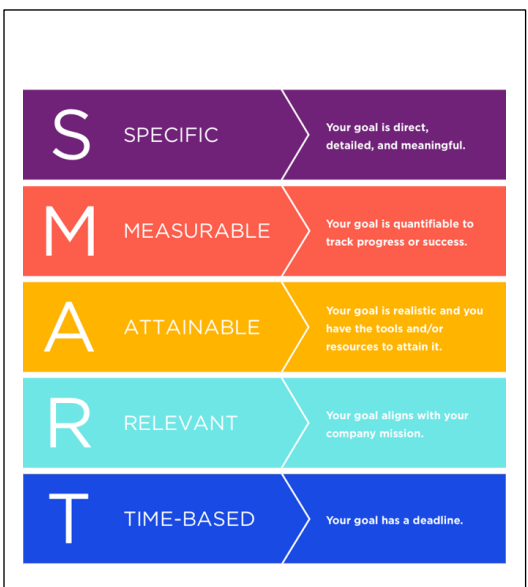 S SPECIFIC
Your goal is direct,
detailed, and meaningful.
M MEASURABLE
Your goal is quantifiable to
track progress or success.
A ATTAINABLE
Your goal is realistic and you
have the tools and/or
resources to attain it.
R RELEVANT
Your goal aligns with your
company mission.
T TIME-BASED
Your goal has a deadline.